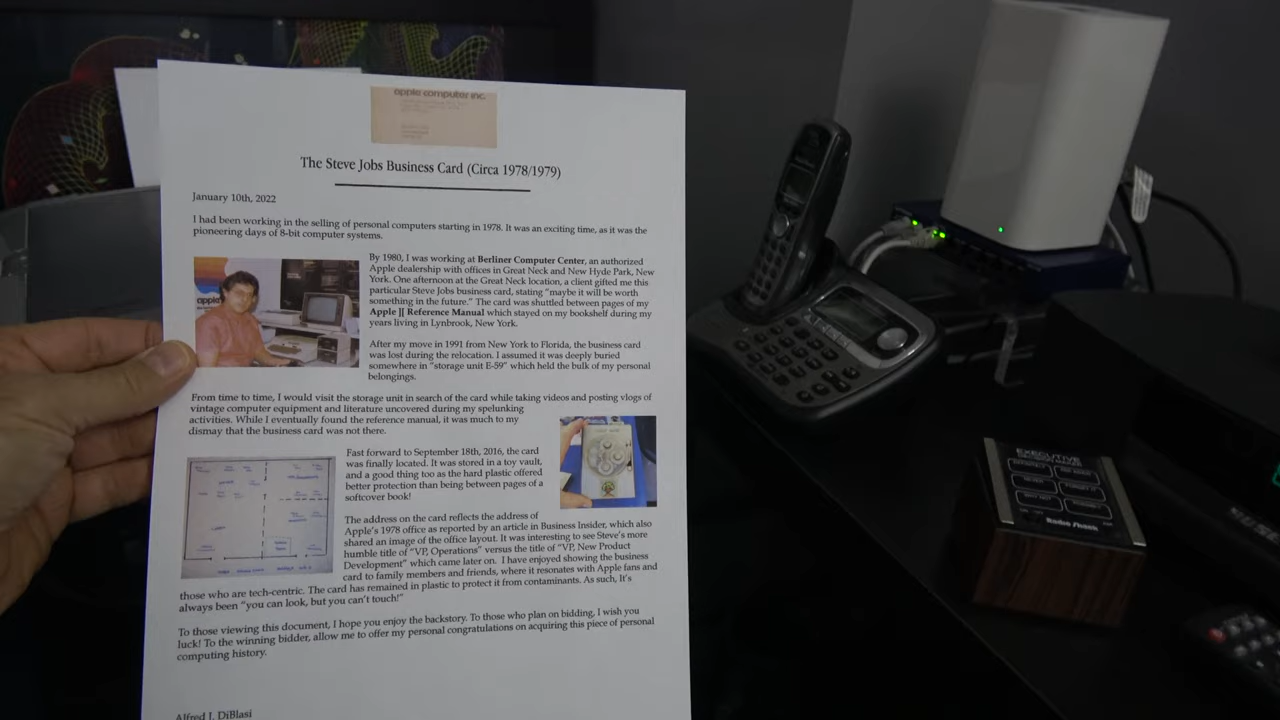 apple computer inc.
The Steve Jobs Business Card (Circa 1978/1979)
January 10th, 2022
I had been working in the selling of personal computers starting in 1978. It was an exciting time, as it was the
pioneering days of 8-bit computer systems.
By 1980, I was working at Berliner Computer Center, an authorized
Apple dealership with offices in Great Neck and New Hyde Park, New
York. One afternoon at the Great Neck location, a client gifted me this
particular Steve Jobs business card, stating "maybe it will be worth
something in the future." The card was shuttled between pages of my
Apple ][ Reference Manual which stayed on my bookshelf during my
years living in Lynbrook, New York.
apple
After my move in 1991 from New York to Florida, the business card
was lost during the relocation. I assumed it was deeply buried
somewhere in "storage unit E-59" which held the bulk of my personal
belongings.
From time to time, I would visit the storage unit in search of the card while taking videos and posting vlogs of
vintage computer equipment and literature uncovered during my spelunking
activities. While I eventually found the reference manual, it was much to my
dismay that the business card was not there.
Fast forward to September 18th, 2016, the card
was finally located. It was stored in a toy vault,
and a good thing too as the hard plastic offered
better protection than being between pages of a
softcover book!
The address on the card reflects the address of
Apple's 1978 office as reported by an article in Business Insider, which also
shared an image of the office layout. It was interesting to see Steve's more
humble title of "VP, Operations" versus the title of "VP, New Product
Development" which came later on. I have enjoyed showing the business
card to family members and friends, where it resonates with Apple fans and
those who are tech-centric. The card has remained in plastic to protect it from contaminants. As such, It's
always been "you can look, but you can't touch!"
To those viewing this document, I hope you enjoy the backstory. To those who plan on bidding, I wish you
luck! To the winning bidder, allow me to offer my personal congratulations on acquiring this piece of personal
computing history.
Alfred J. DiBlasi
EXECUTIVE
DEFINITELY
NEVER
WHY NOT
FORGET IT
Radio Shack